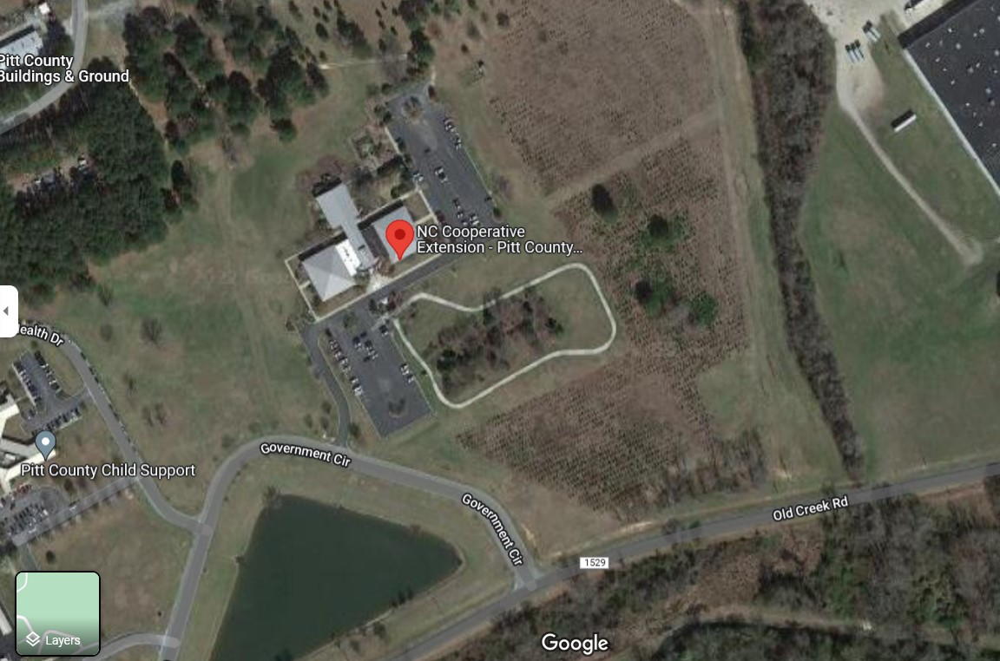 Pitt County
Buildings & Ground
NC Cooperative
Extension - Pitt County...
ealth Dr
Pitt County Child Support
Government Cir
Government Cir
Old Creek Rd
1529
Layers
Google